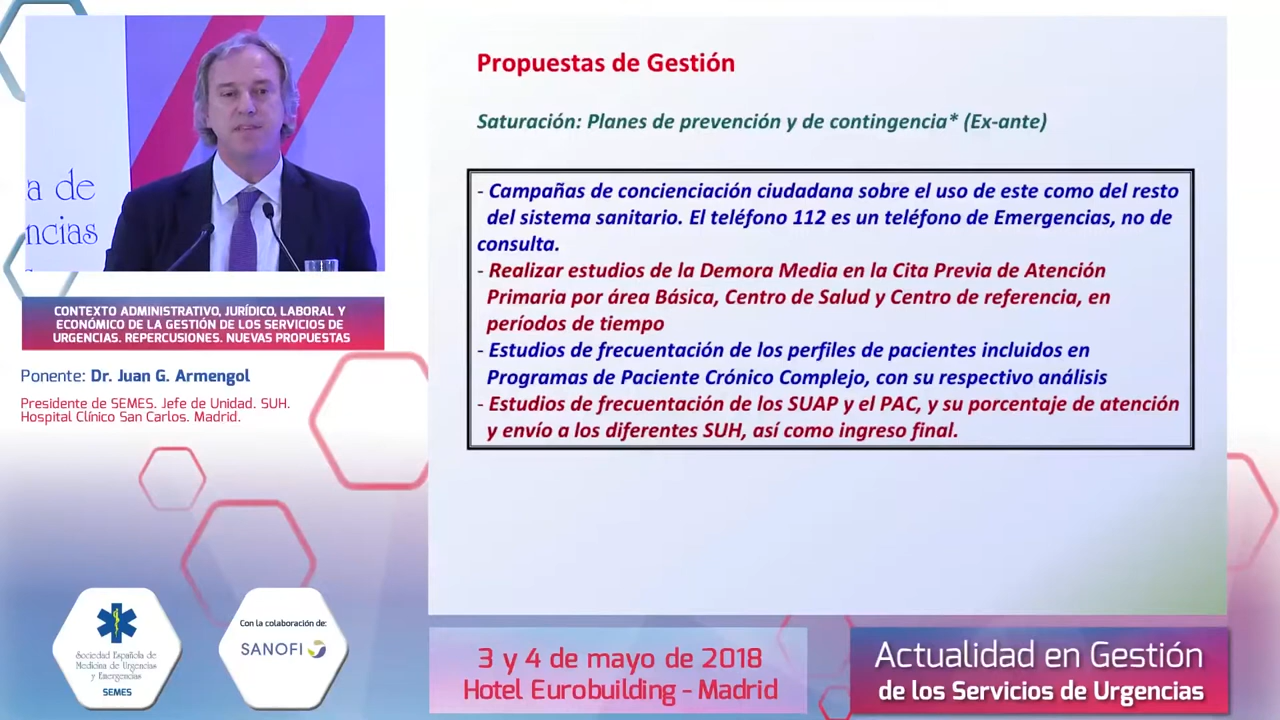 a de
ncias
CONTEXTO ADMINISTRATIVO, JURÍDICO, LABORAL Y
ECONÓMICO DE LA GESTIÓN DE LOS SERVICIOS DE
URGENCIAS. REPERCUSIONES. NUEVAS PROPUESTAS
Ponente: Dr. Juan G. Armengol
Presidente de SEMES. Jefe de Unidad. SUH.
Hospital Clínico San Carlos. Madrid.
Sociedad Española de
Medicina de Urgencias
y Emergencias
SEMES
Con la colaboración de:
SANOFI
Propuestas de Gestión
Saturación: Planes de prevención y de contingencia* (Ex-ante)
- Campañas de concienciación ciudadana sobre el uso de este como del resto
del sistema sanitario. El teléfono 112 es un teléfono de Emergencias, no de
consulta.
- Realizar estudios de la Demora Media en la Cita Previa de Atención
Primaria por área Básica, Centro de Salud y Centro de referencia, en
períodos de tiempo
- Estudios de frecuentación de los perfiles de pacientes incluidos en
Programas de Paciente Crónico Complejo, con su respectivo análisis
- Estudios de frecuentación de los SUAP y el PAC, y su porcentaje de atención
y envío a los diferentes SUH, así como ingreso final.
3 y 4 de mayo de 2018
Hotel Eurobuilding - Madrid
Actualidad en Gestión
de los Servicios de Urgencias